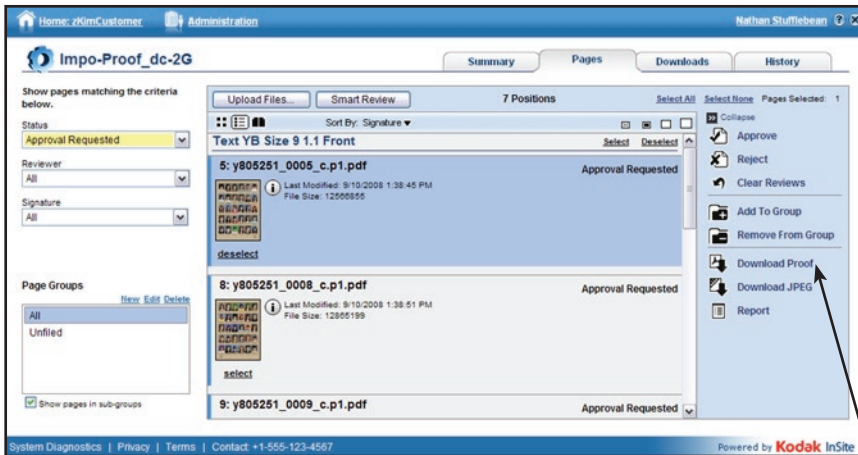 Home: zKimCustomer Administration Nathan Stufflebean
Impo-Proof_dc-2G
Summary Pages Downloads History
Show pages matching the criteria
below.
Status
Approval Requested
Reviewer
All
Signature
All
Page Groups
New Edit Delete
All
Unfiled
Show pages in sub-groups
Upload Files... Smart Review 7 Positions Select All Select None Pages Selected: 1
Sort By: Signature
Text YB Size 9 1.1 Front Select Deselect
5: y805251_0005_c.p1.pdf Approval Requested
Last Modified: 9/10/2008 1:38:45 PM
File Size: 12566855
deselect
8: y805251_0008_c.p1.pdf Approval Requested
Last Modified: 9/10/2008 1:38:51 PM
File Size: 12865199
select
9: y805251_0009_c.p1.pdf Approval Requested
Collapse
Approve
Reject
Clear Reviews
Add To Group
Remove From Group
Download Proof
Download JPEG
Report
System Diagnostics | Privacy | Terms | Contact: +1-555-123-4567 Powered by Kodak InSite